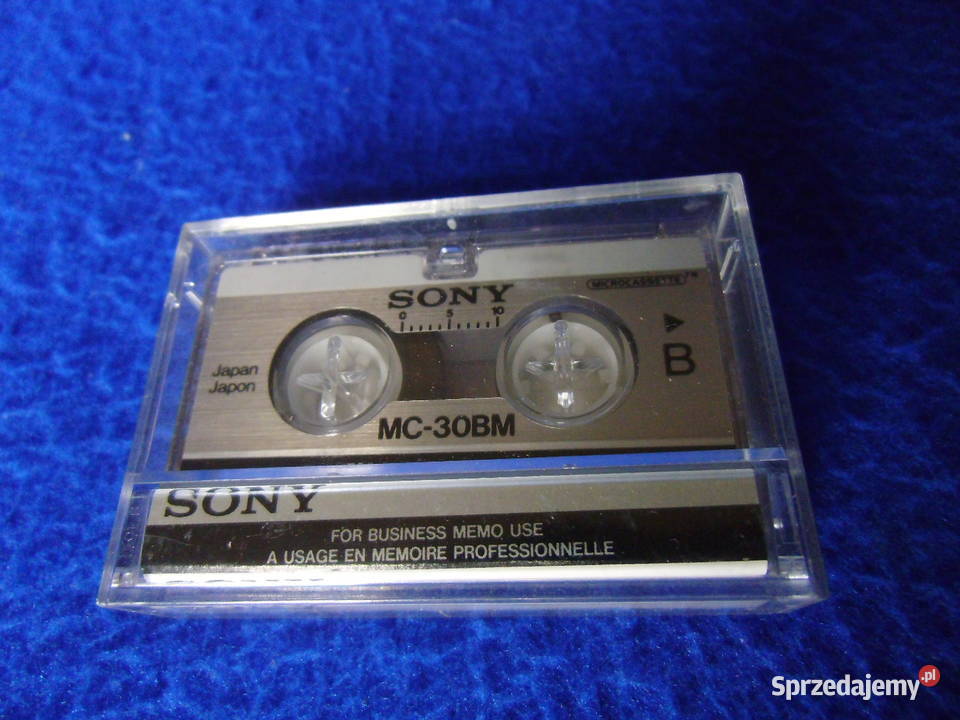 SONY
MICROCASSETTE™
0 5 10
Japan
Japon
B
MC-30BM
SONY
FOR BUSINESS MEMO USE
A USAGE EN MEMOIRE PROFESSIONNELLE
Sprzedajemy.pl